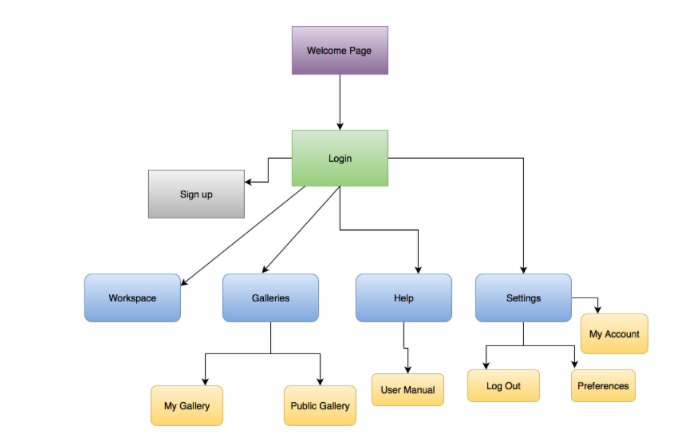 Welcome Page
Login
Sign up
Workspace
Galleries
Help
Settings
My Account
User Manual
Log Out
Preferences
My Gallery
Public Gallery